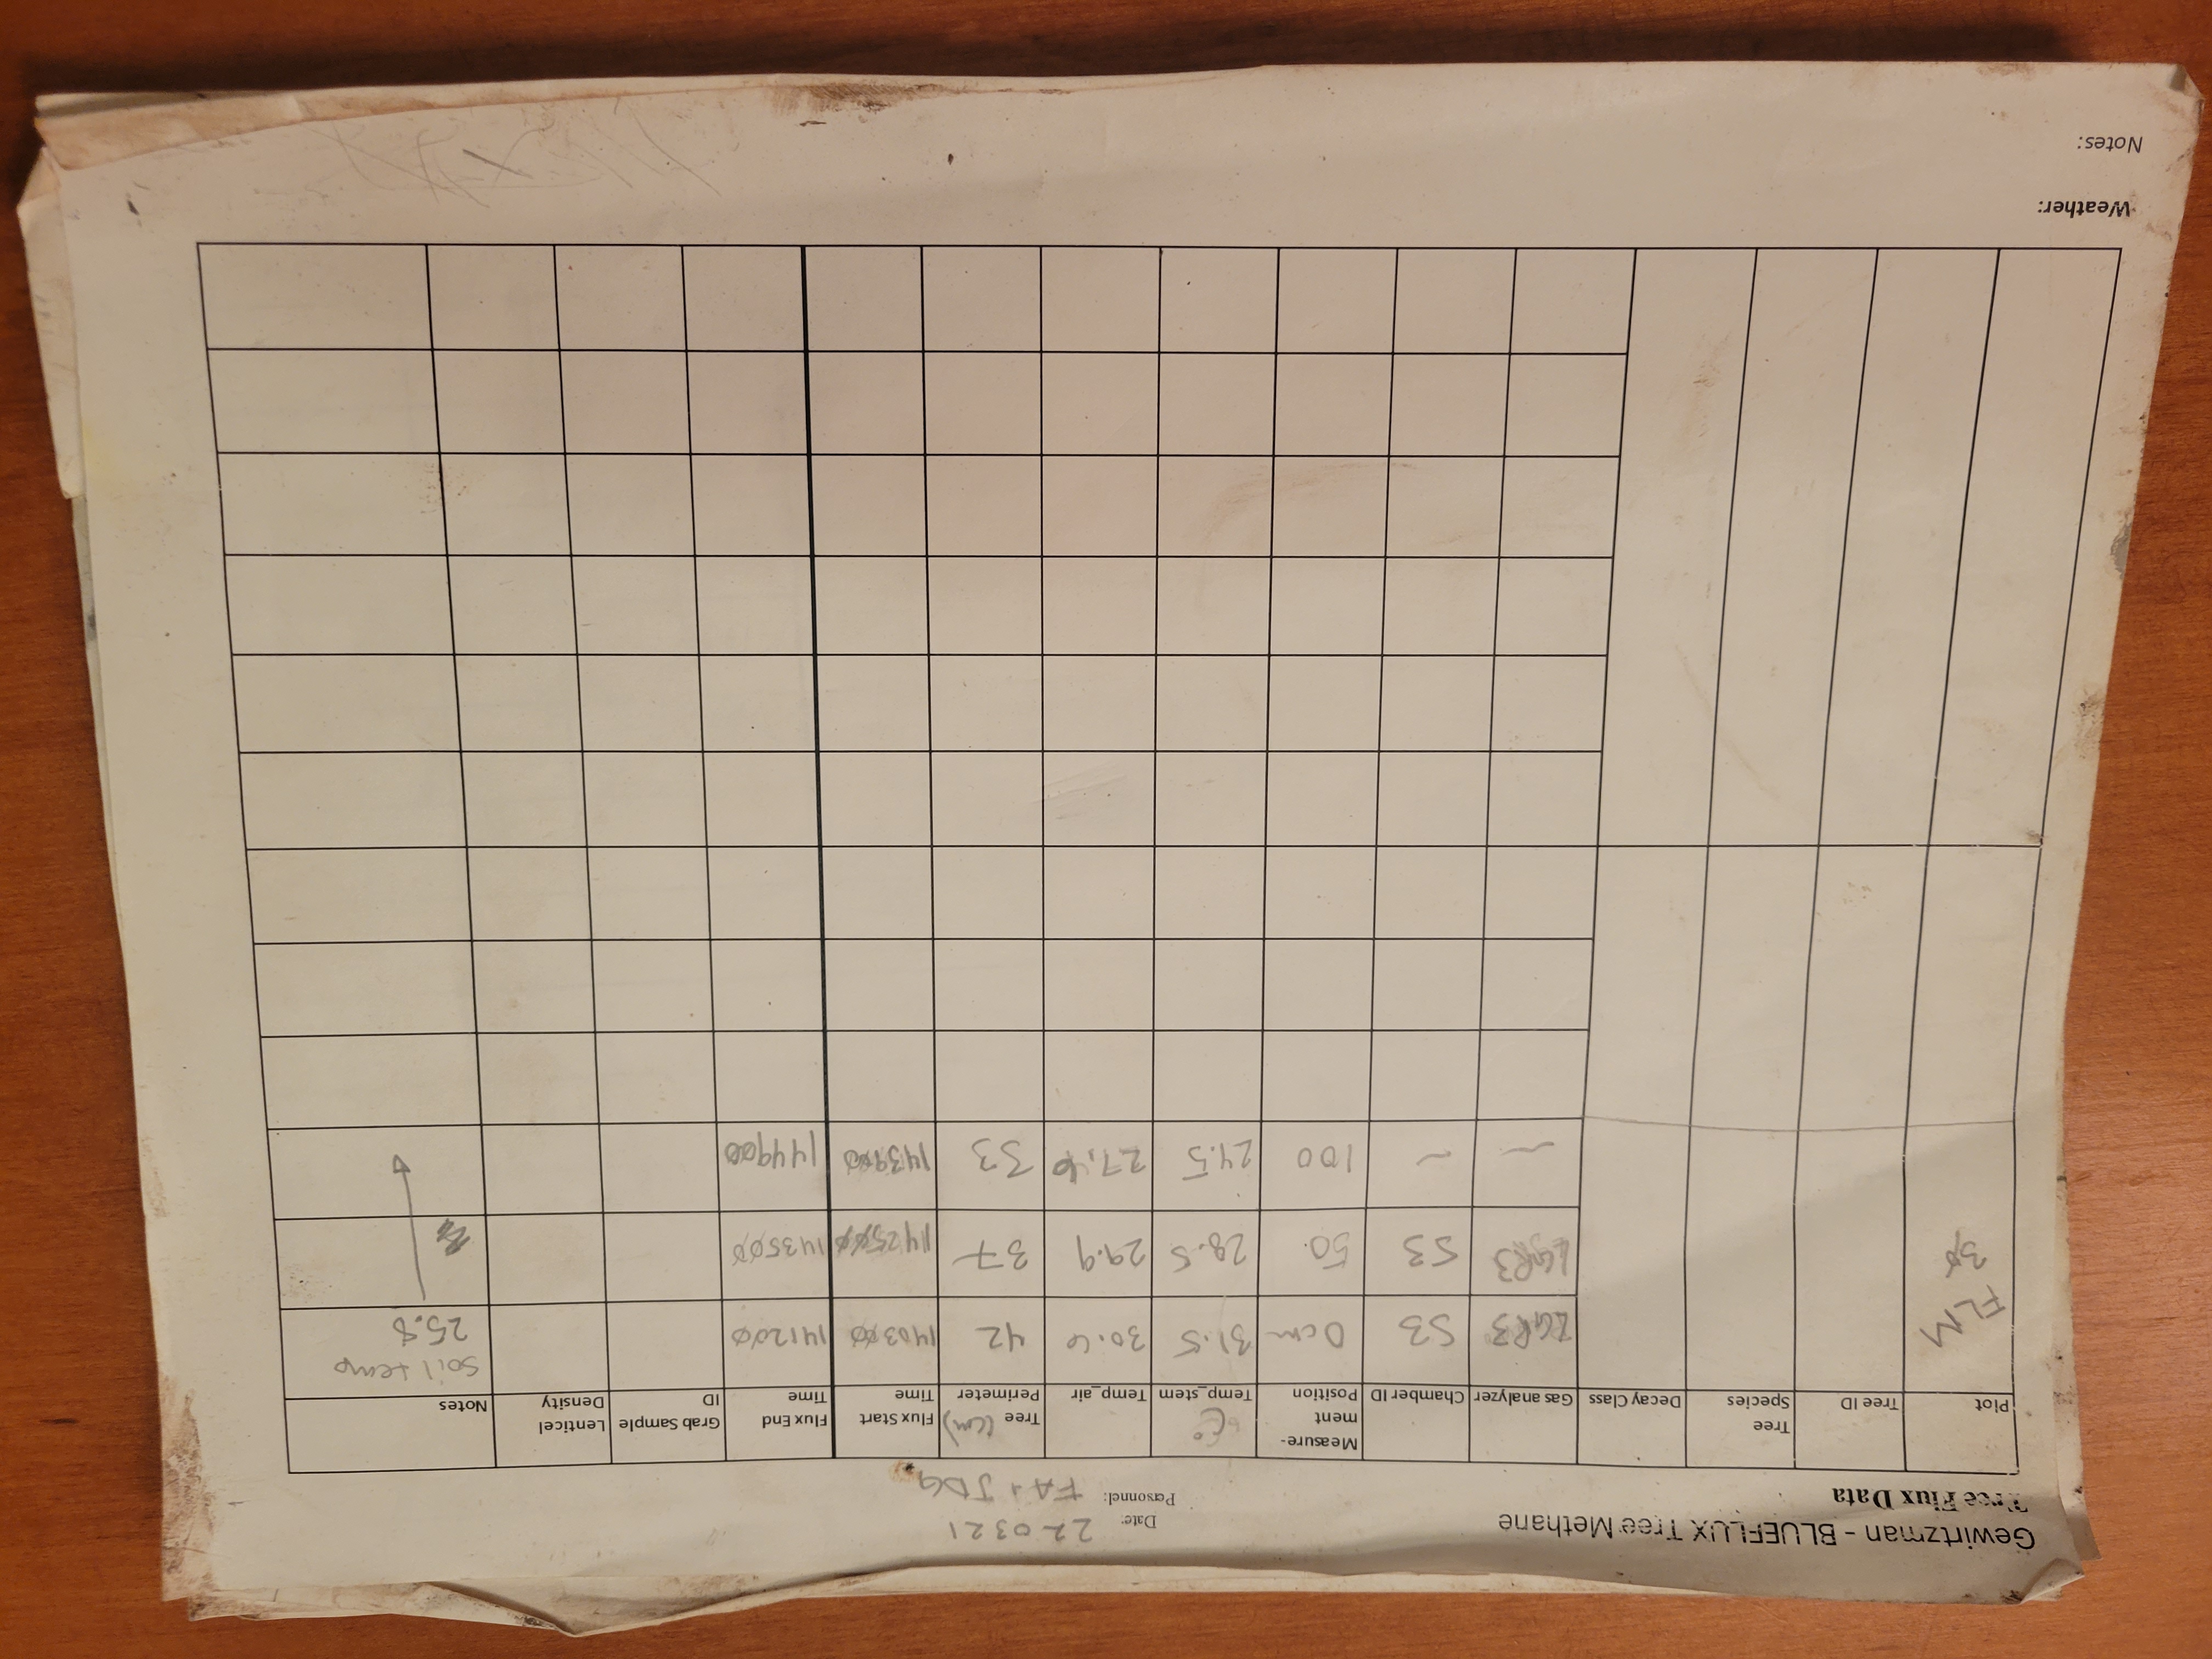 Gewirtzman - BLUEFLUX Tree Methane
Tree Flux Data
Date: 220321
Personnel: FA + JDG
Plot Tree ID Tree Species Decay Class Gas analyzer Chamber ID Measure-ment Position Temp_stem C° Temp_air Tree (cm) Perimeter Flux Start Time Flux End Time Grab Sample ID Lenticel Density Notes
FLM 30
LGR3 S3 0cm 31.5 30.6 42 140300 141200 soil temp 25.8
LGR3 S3 50. 28.5 29.9 37 142500 143500
~ ~ 100 24.5 27.6 33 143900 144900
Weather:
Notes: